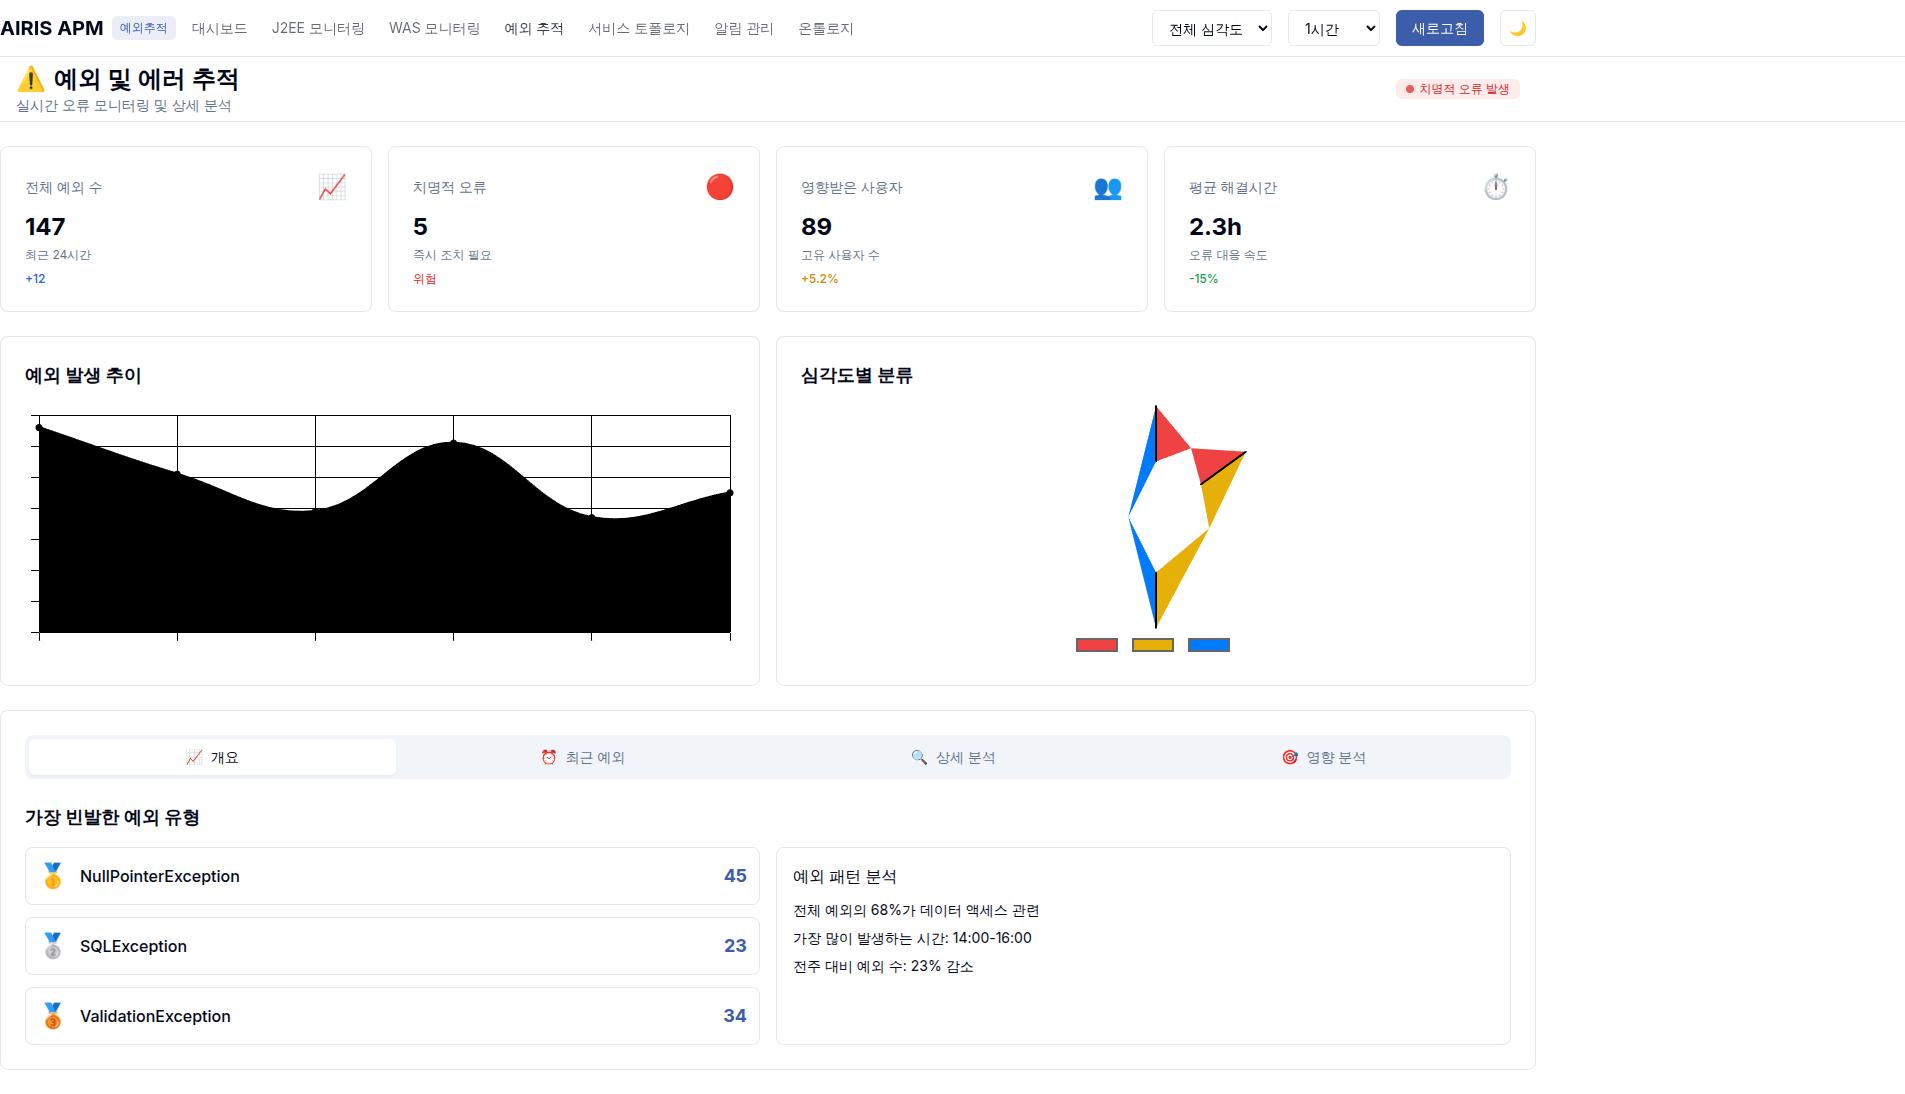 AIRIS APM 예외추적 대시보드 J2EE 모니터링 WAS 모니터링 예외 추적 서비스 토폴로지 알림 관리 온톨로지 전체 심각도 1시간 새로고침
예외 및 에러 추적
실시간 오류 모니터링 및 상세 분석
치명적 오류 발생
전체 예외 수
147
최근 24시간
+12
치명적 오류
5
즉시 조치 필요
위험
영향받은 사용자
89
고유 사용자 수
+5.2%
평균 해결시간
2.3h
오류 대응 속도
-15%
예외 발생 추이
심각도별 분류
개요 최근 예외 상세 분석 영향 분석
가장 빈발한 예외 유형
NullPointerException 45
SQLException 23
ValidationException 34
예외 패턴 분석
전체 예외의 68%가 데이터 액세스 관련
가장 많이 발생하는 시간: 14:00-16:00
전주 대비 예외 수: 23% 감소